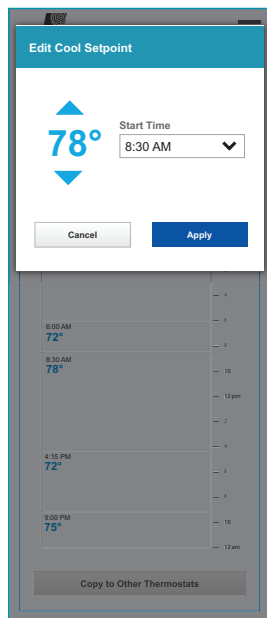 Edit Cool Setpoint
78°
Start Time
8:30 AM
Cancel
Apply
4
6:00 AM
6
72°
8
8:30 AM
78°
10
12 pm
2
4
4:15 PM
72°
6
8
9:00 PM
10
75°
12 am
Copy to Other Thermostats